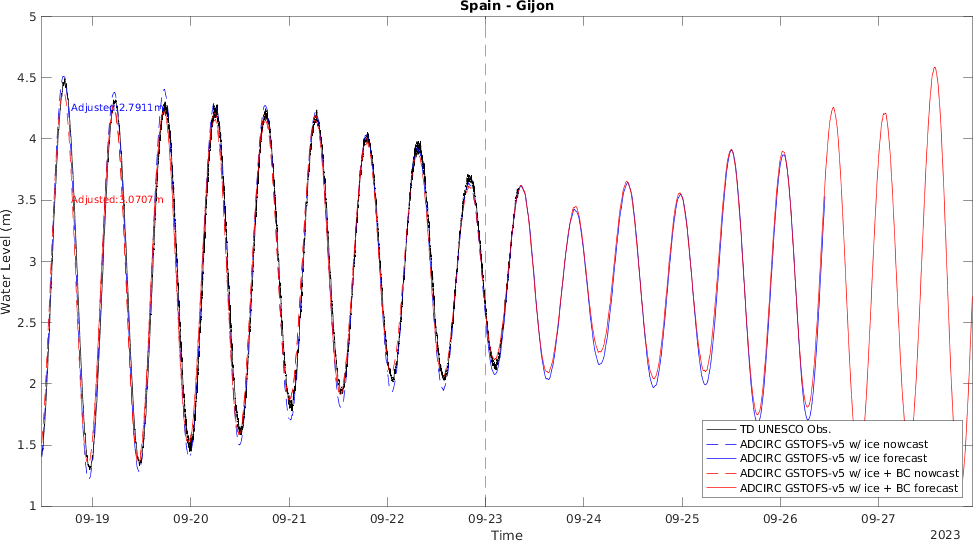 Spain - Gijon
5
4.5
4
3.5
3
2.5
2
1.5
1
Water Level (m)
Adjusted:2.7911m
Adjusted:3.0707m
TD UNESCO Obs.
ADCIRC GSTOFS-v5 w/ ice nowcast
ADCIRC GSTOFS-v5 w/ ice forecast
ADCIRC GSTOFS-v5 w/ ice + BC nowcast
ADCIRC GSTOFS-v5 w/ ice + BC forecast
09-19 09-20 09-21 09-22 09-23 09-24 09-25 09-26 09-27
Time
2023